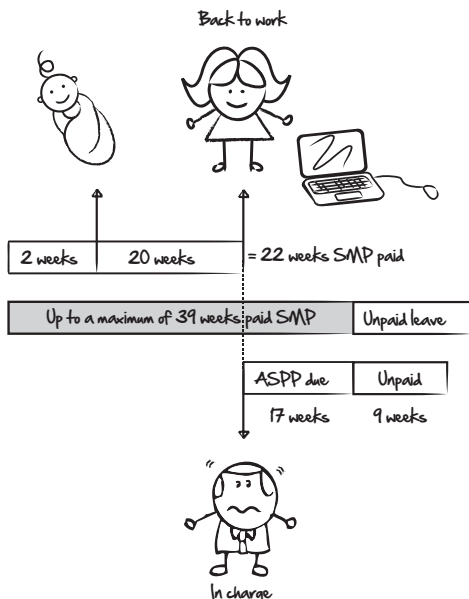 Back to work
2 weeks
20 weeks
= 22 weeks SMP paid
Up to a maximum of 39 weeks paid SMP
Unpaid leave
ASPP due
Unpaid
17 weeks
9 weeks
In charge